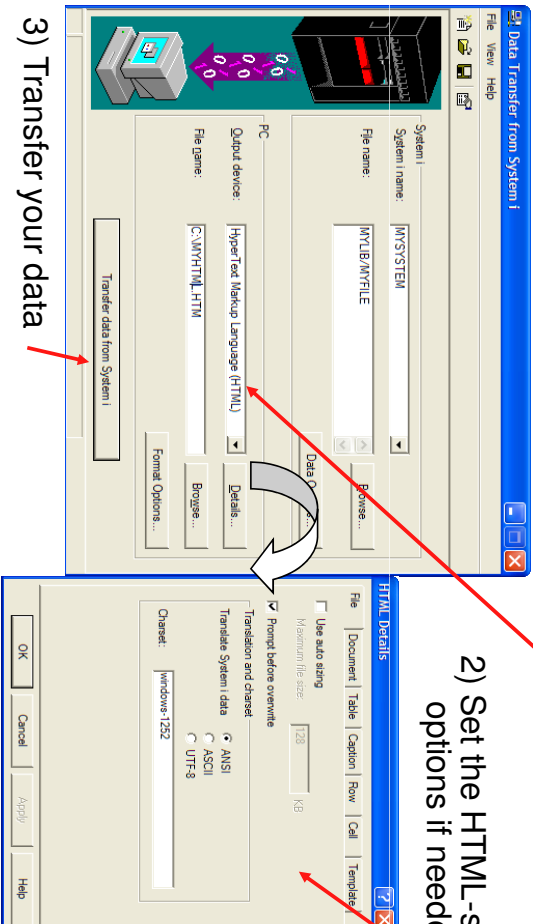 Data Transfer from System i
File View Help
System i
System i name:
MYSYSTEM
File name:
MYLIB/MYFILE
Browse...
Data
PC
Output device:
HyperText Markup Language (HTML)
Details...
File name:
C:\MYHTML.HTM
Browse...
Format Options...
Transfer data from System i
3) Transfer your data
2) Set the HTML-s
options if neede
HTML Details
File Document Table Caption Row Cell Template
Use auto sizing
Maximum file size:
128
KB
Prompt before overwrite
Translation and charset
Translate System i data
ANSI
ASCII
UTF-8
Charset:
windows-1252
OK
Cancel
Apply
Help